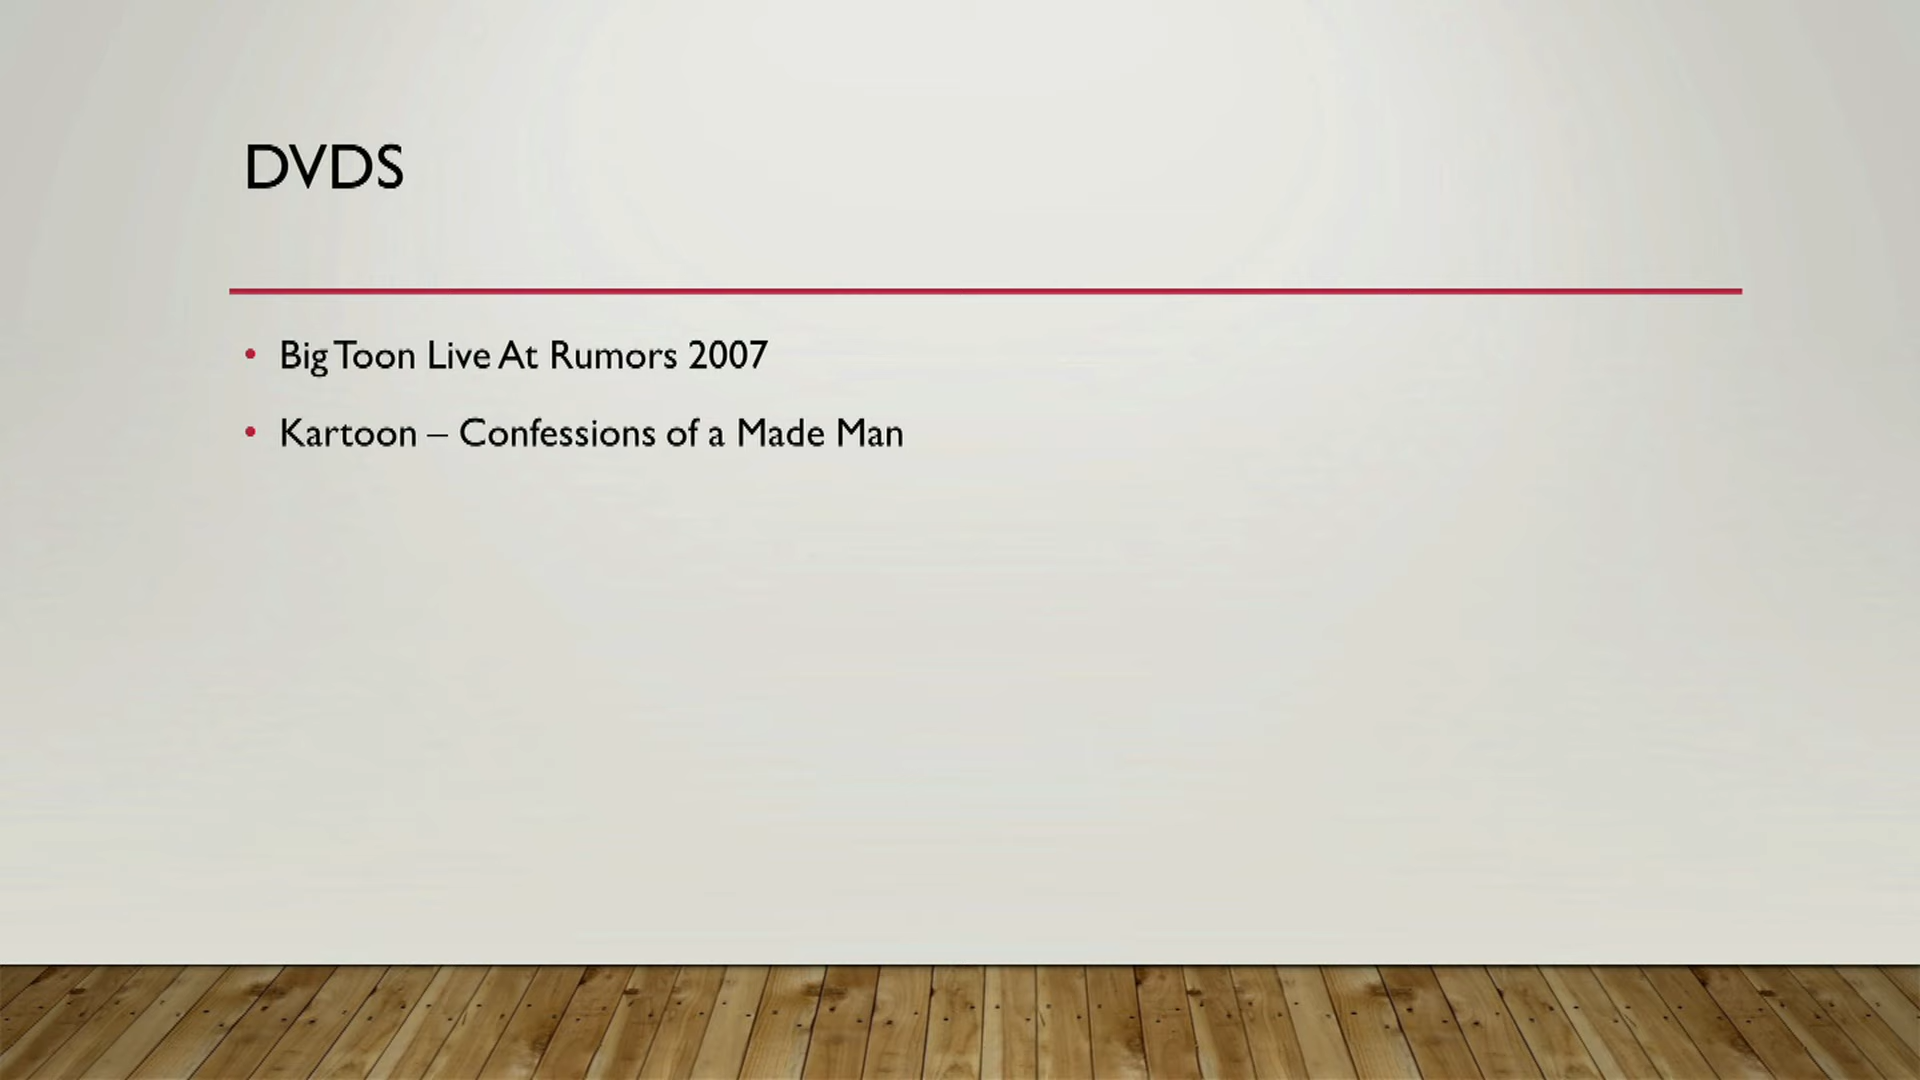 DVDS
• Big Toon Live At Rumors 2007
• Kartoon – Confessions of a Made Man